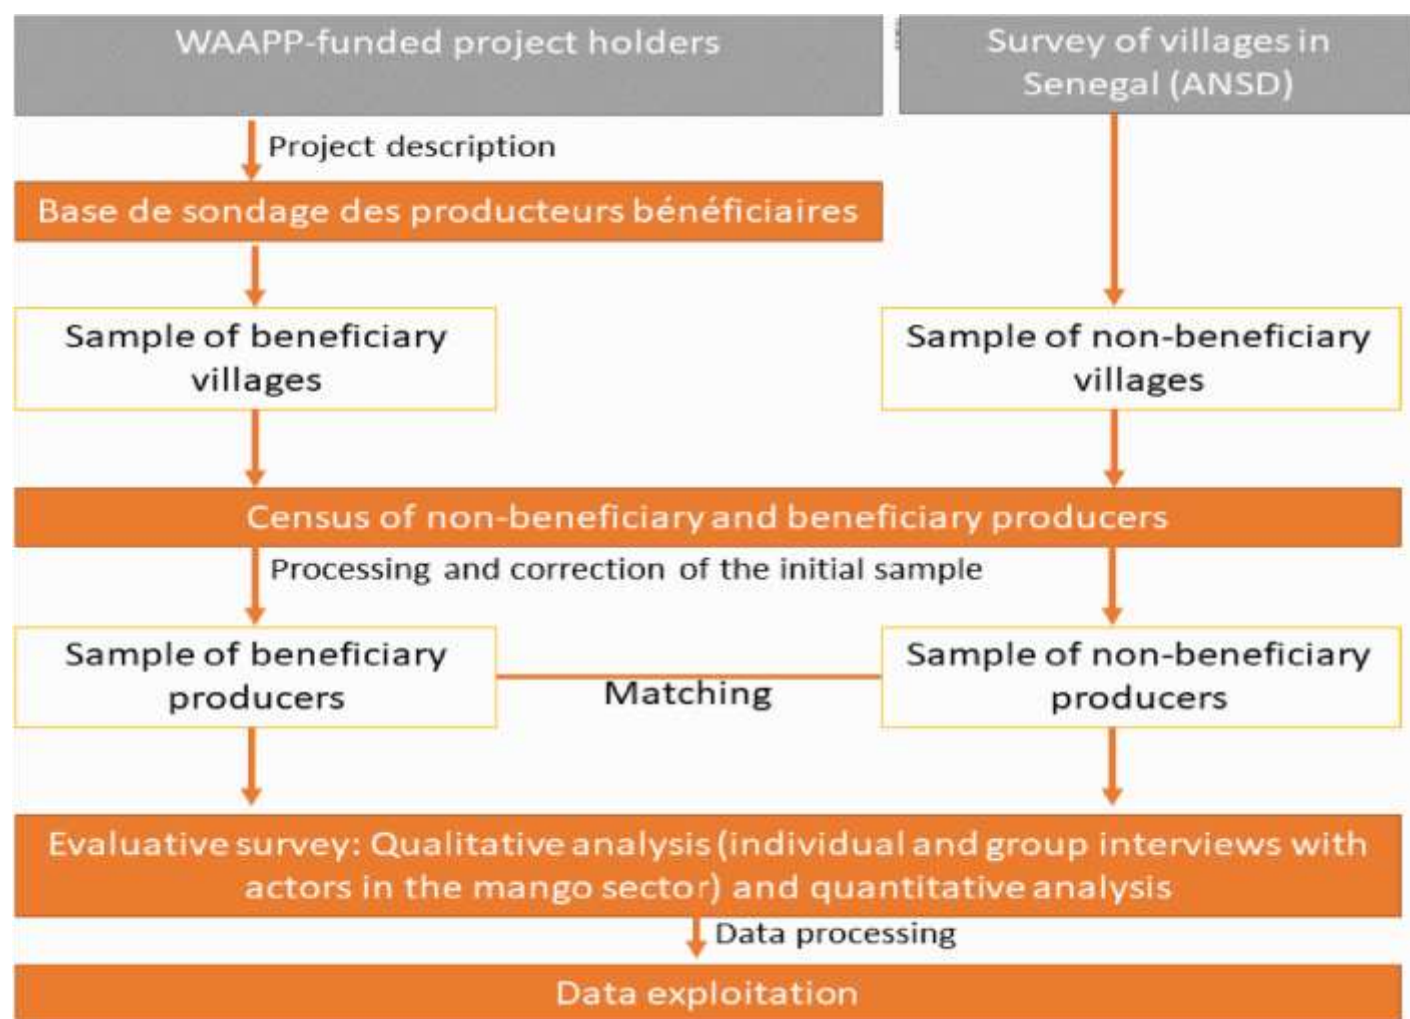 WAAPP-funded project holders
Survey of villages in
Senegal (ANSD)
Project description
Base de sondage des producteurs bénéficiaires
Sample of beneficiary
villages
Sample of non-beneficiary
villages
Census of non-beneficiary and beneficiary producers
Processing and correction of the initial sample
Sample of beneficiary
producers
Matching
Sample of non-beneficiary
producers
Evaluative survey: Qualitative analysis (individual and group interviews with
actors in the mango sector) and quantitative analysis
Data processing
Data exploitation